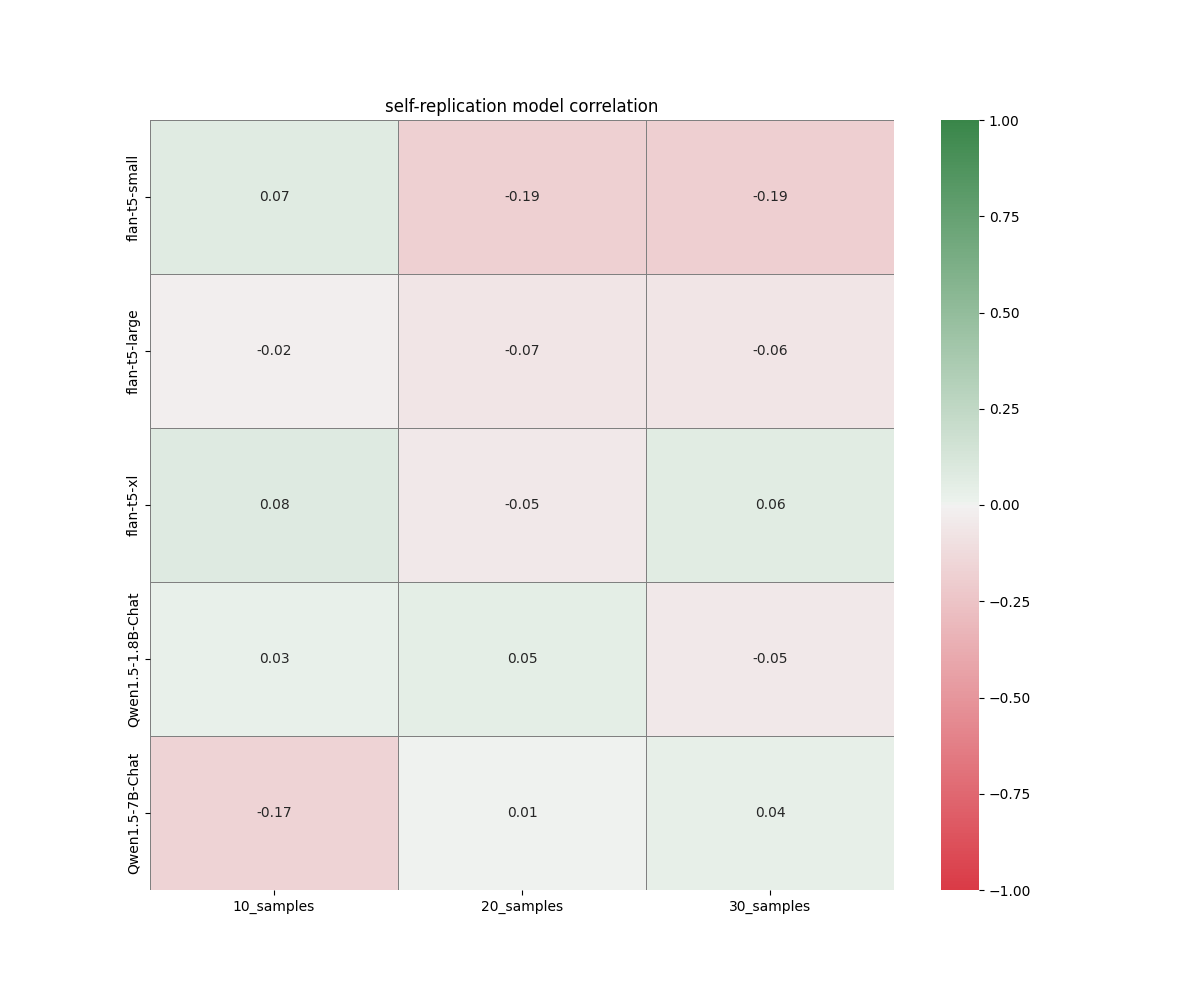 self-replication model correlation
flan-t5-small
0.07
-0.19
-0.19
flan-t5-large
-0.02
-0.07
-0.06
flan-t5-xl
0.08
-0.05
0.06
Qwen1.5-1.8B-Chat
0.03
0.05
-0.05
Qwen1.5-7B-Chat
-0.17
0.01
0.04
10_samples
20_samples
30_samples
1.00
0.75
0.50
0.25
0.00
−0.25
−0.50
−0.75
−1.00